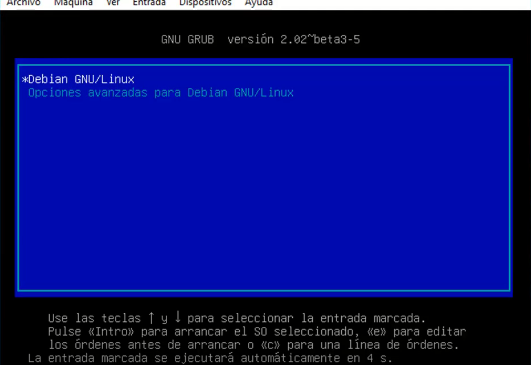 Archivo Máquina Ver Entrada Dispositivos Ayuda
GNU GRUB versión 2.02~beta3-5
*Debian GNU/Linux
Opciones avanzadas para Debian GNU/Linux
Use las teclas ↑ y ↓ para seleccionar la entrada marcada.
Pulse «Intro» para arrancar el SO seleccionado, «e» para editar
los órdenes antes de arrancar o «c» para una línea de órdenes.
La entrada marcada se ejecutará automáticamente en 4 s.